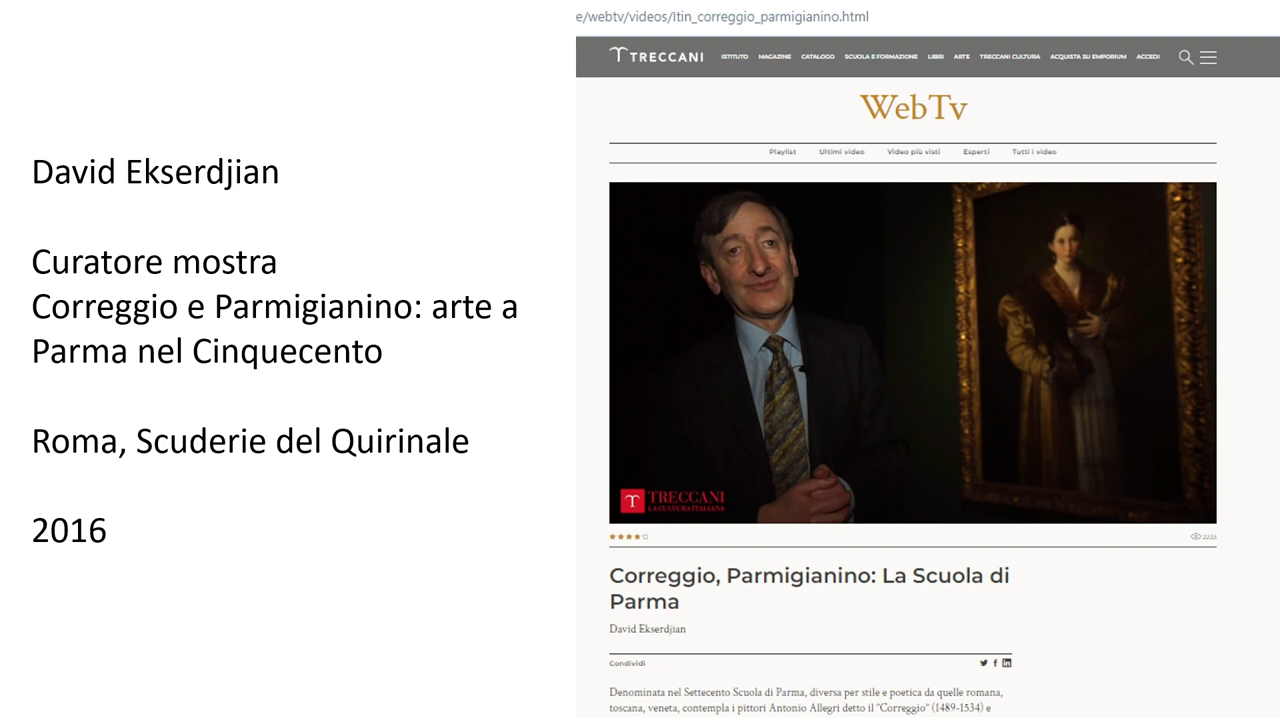 David Ekserdjian
Curatore mostra
Correggio e Parmigianino: arte a
Parma nel Cinquecento
Roma, Scuderie del Quirinale
2016
e/webtv/videos/Itin_correggio_parmigianino.html
TRECCANI ISTITUTO MAGAZINE CATALOGO SCUOLA E FORMAZIONE LIBRI ARTE TRECCANI CULTURA ACQUISTA SU EMPORIUM ACCEDI
WebTv
Playlist Ultimi video Video più visti Esperti Tutti i video
TRECCANI
LA CULTURA ITALIANA
2233
Correggio, Parmigianino: La Scuola di
Parma
David Ekserdjian
Condividi
Denominata nel Settecento Scuola di Parma, diversa per stile e poetica da quelle romana,
toscana, veneta, contempla i pittori Antonio Allegri detto il "Correggio" (1489-1534) e